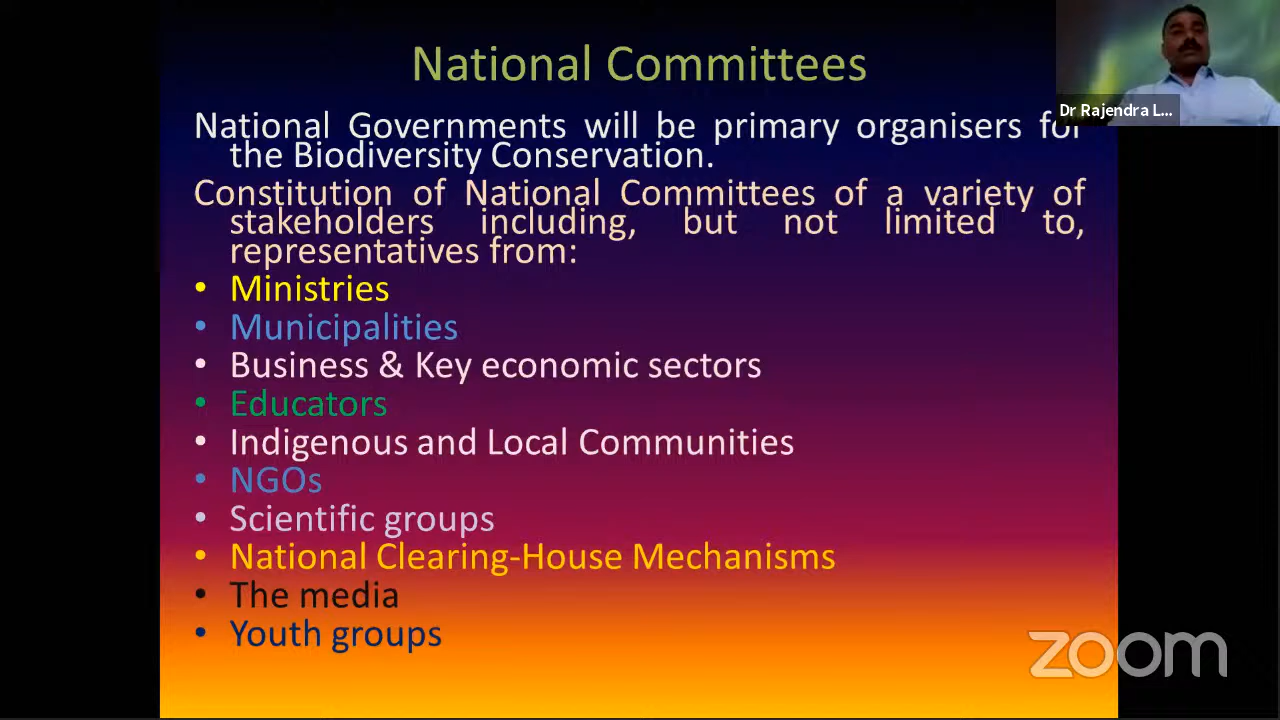 National Committees
Dr Rajendra L...
National Governments will be primary organisers for
the Biodiversity Conservation.
Constitution of National Committees of a variety of
stakeholders including, but not limited to,
representatives from:
• Ministries
• Municipalities
• Business & Key economic sectors
• Educators
• Indigenous and Local Communities
• NGOs
• Scientific groups
• National Clearing-House Mechanisms
• The media
• Youth groups
zoom